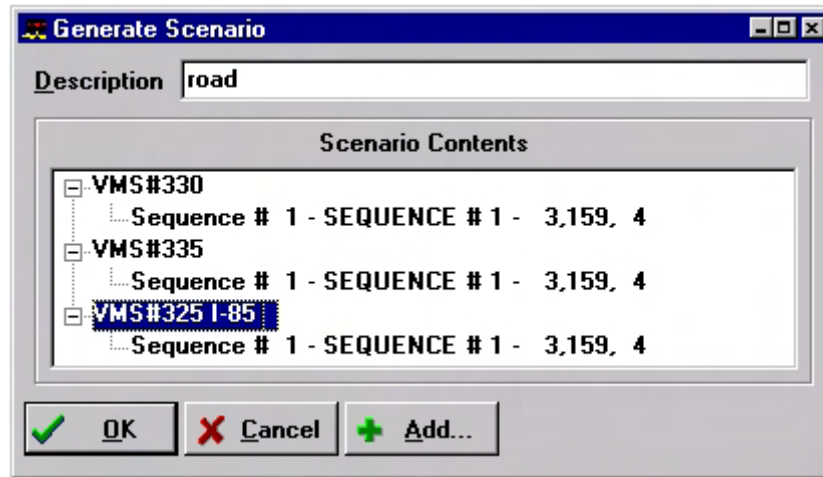 Generate Scenario
Description road
Scenario Contents
VMS#330
Sequence # 1 - SEQUENCE # 1 - 3,159, 4
VMS#335
Sequence # 1 - SEQUENCE # 1 - 3,159, 4
VMS#325 I-85
Sequence # 1 - SEQUENCE # 1 - 3,159, 4
OK Cancel Add...